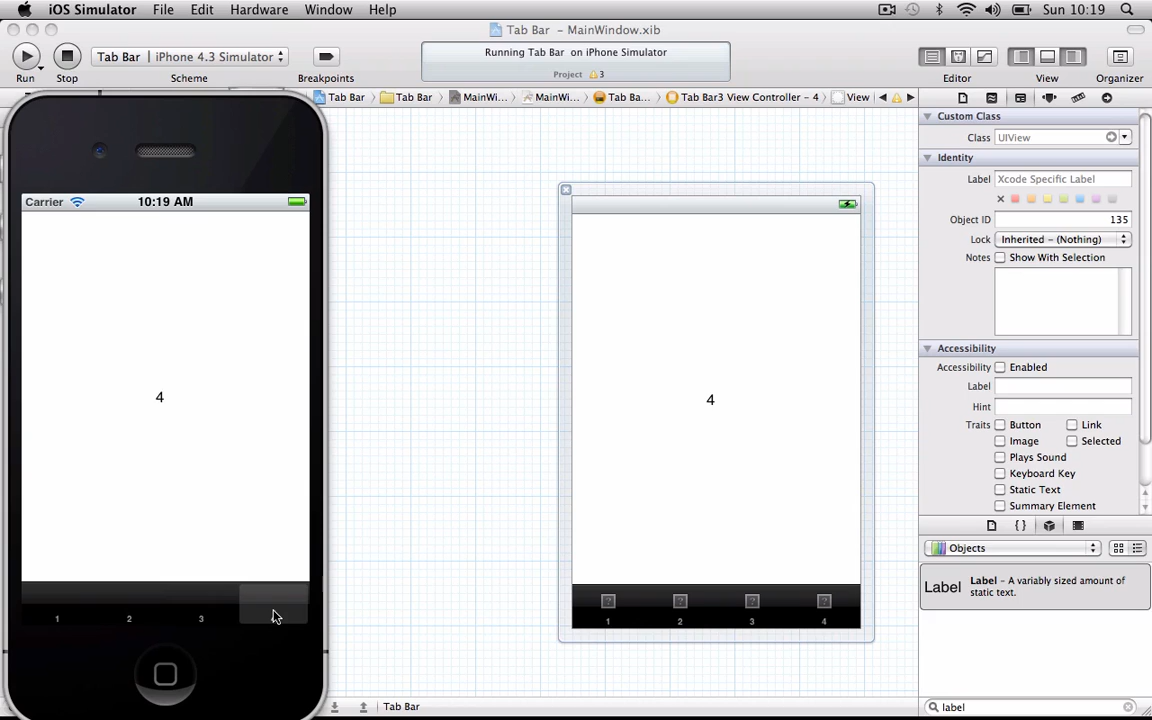 iOS Simulator File Edit Hardware Window Help Sun 10:19
Tab Bar – MainWindow.xib
Run Stop
Tab Bar | iPhone 4.3 Simulator
Scheme
Breakpoints
Running Tab Bar on iPhone Simulator
Project 3
Editor View Organizer
Tab Bar Tab Bar MainWi... MainWi... Tab Ba... Tab Bar3 View Controller – 4 View
Carrier 10:19 AM
4
1 2 3
4
? ? ? ?
1 2 3 4
Custom Class
Class UIView
Identity
Label Xcode Specific Label
Object ID 135
Lock Inherited – (Nothing)
Notes Show With Selection
Accessibility
Accessibility Enabled
Label
Hint
Traits Button Link
Image Selected
Plays Sound
Keyboard Key
Static Text
Summary Element
{ }
Objects
Label Label – A variably sized amount of
static text.
Tab Bar
label